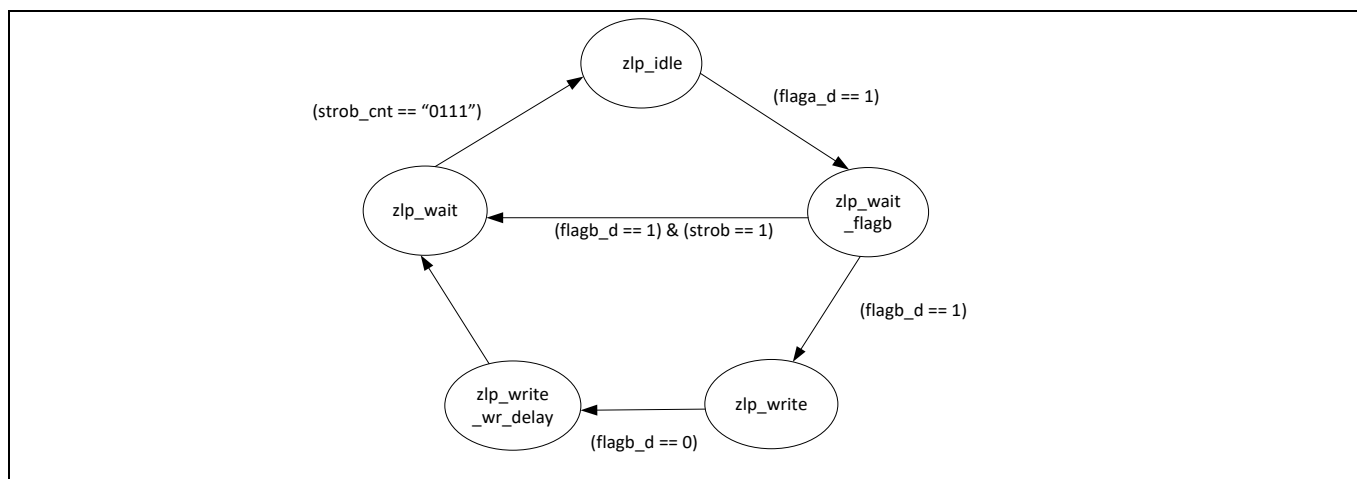 zlp_idle
(flaga_d == 1)
(strob_cnt == “0111”)
zlp_wait
zlp_wait
_flagb
(flagb_d == 1) & (strob == 1)
(flagb_d == 1)
zlp_write
_wr_delay
zlp_write
(flagb_d == 0)